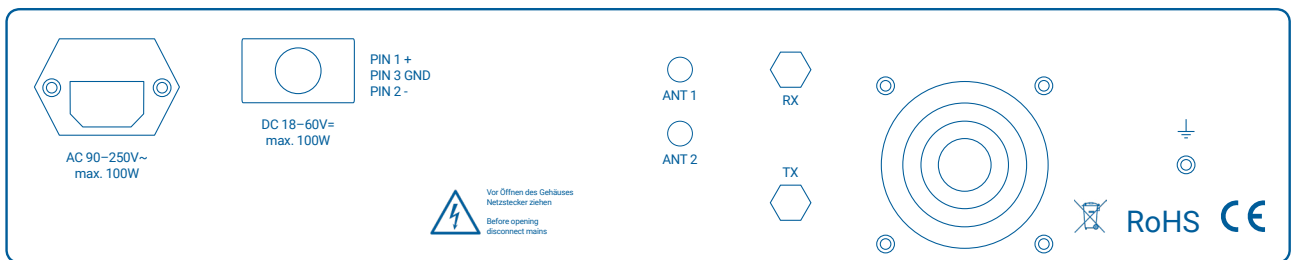 AC 90–250V~
max. 100W
PIN 1 +
PIN 3 GND
PIN 2 -
DC 18–60V=
max. 100W
Vor Öffnen des Gehäuses
Netzstecker ziehen
Before opening
disconnect mains
ANT 1
ANT 2
RX
TX
RoHS
CE